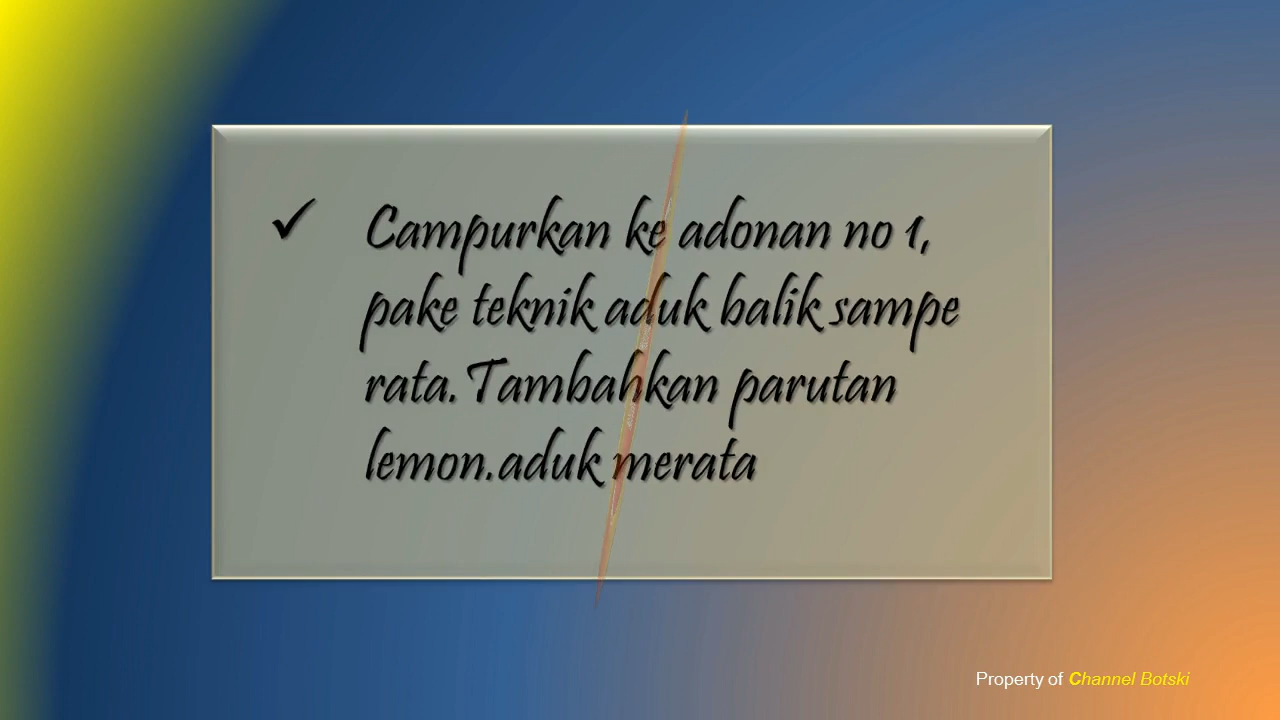 ✓ Campurkan ke adonan no 1,
pake teknik aduk balik sampe
rata. Tambahkan parutan
lemon.aduk merata
Property of Channel Botski